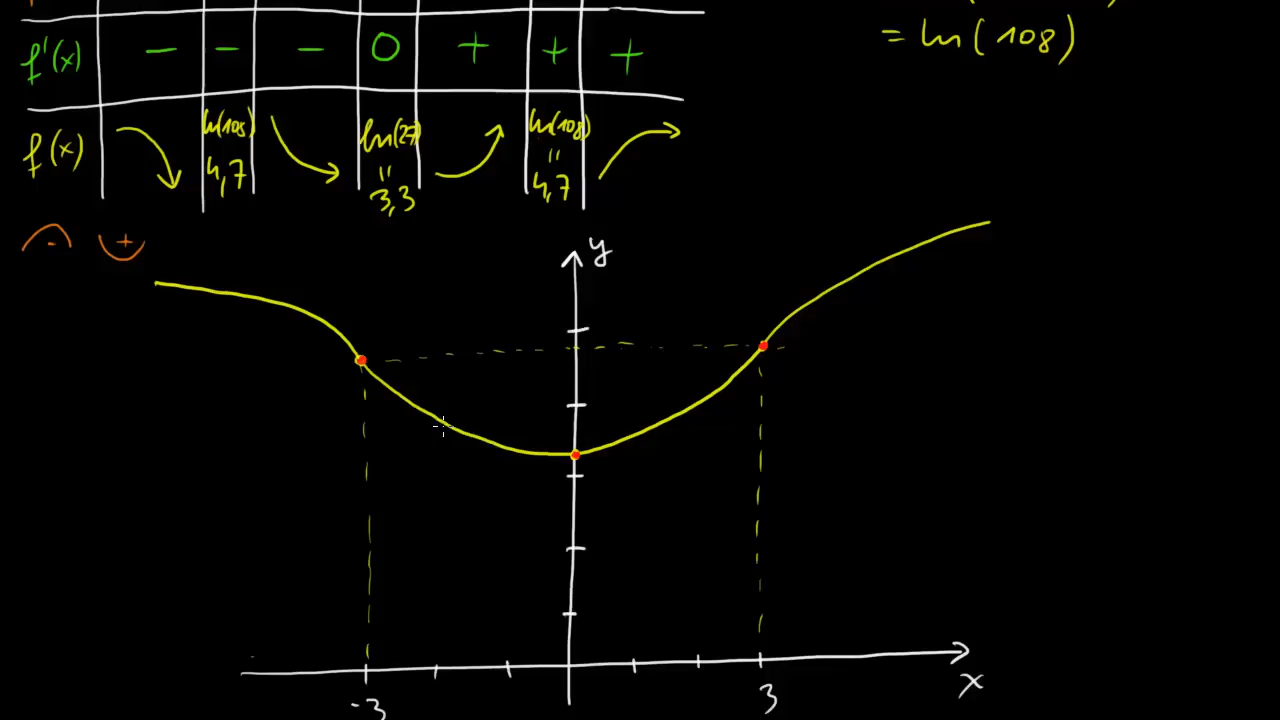 = ln(108)
f'(x) − − − 0 + + +
f(x) ln(108) ln(27) ln(108)
4,7 = =
3,3 4,7
- +
y
-3 3 x